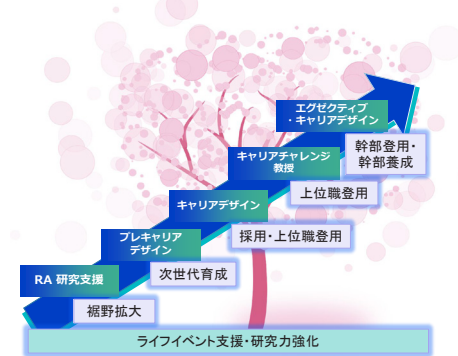 エグゼクティブ
・キャリアデザイン
幹部登用・
幹部養成
キャリアチャレンジ
教授
上位職登用
キャリアデザイン
採用・上位職登用
プレキャリア
デザイン
次世代育成
RA 研究支援
裾野拡大
ライフイベント支援・研究力強化